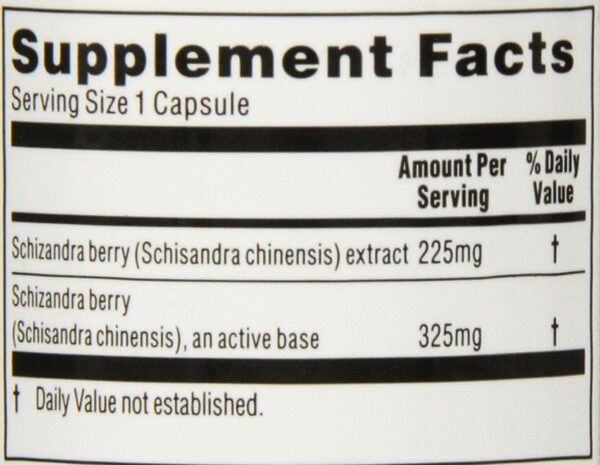 Supplement Facts
Serving Size 1 Capsule
Amount Per Serving % Daily Value
Schizandra berry (Schisandra chinensis) extract 225mg †
Schizandra berry
(Schisandra chinensis), an active base 325mg †
† Daily Value not established.